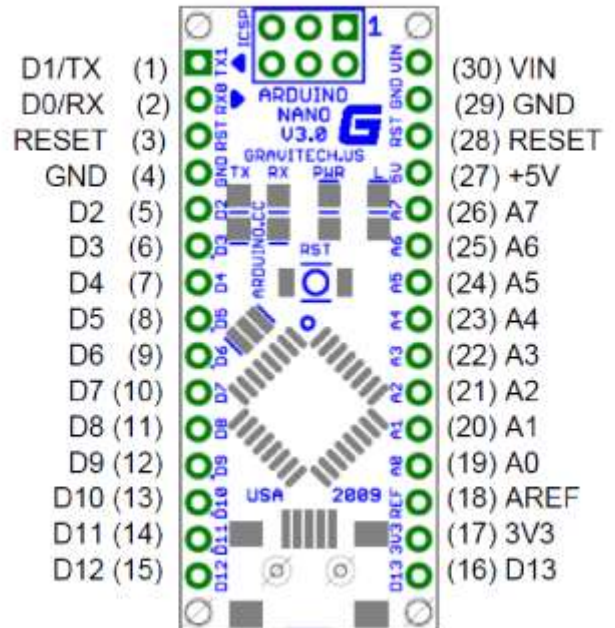 D1/TX (1)
D0/RX (2)
RESET (3)
GND (4)
D2 (5)
D3 (6)
D4 (7)
D5 (8)
D6 (9)
D7 (10)
D8 (11)
D9 (12)
D10 (13)
D11 (14)
D12 (15)
ICSP
1
TX1
RX0
RST
GND
D2
D3
D4
D5
D6
D7
D8
D9
D10
D11
D12
ARDUINO
NANO
V3.0
G
GRAVITECH.US
TX RX PWR L
ARDUINO.CC
RST
USA 2009
VIN
GND
RST
5V
A7
A6
A5
A4
A3
A2
A1
A0
REF
3V3
D13
(30) VIN
(29) GND
(28) RESET
(27) +5V
(26) A7
(25) A6
(24) A5
(23) A4
(22) A3
(21) A2
(20) A1
(19) A0
(18) AREF
(17) 3V3
(16) D13